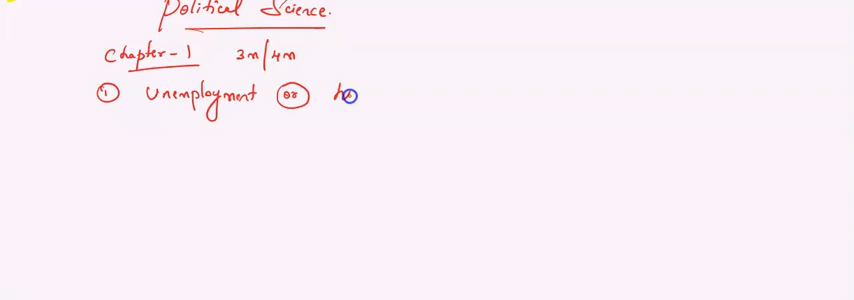 Political Science.
Chapter - 1 3m/4m
① Unemployment or